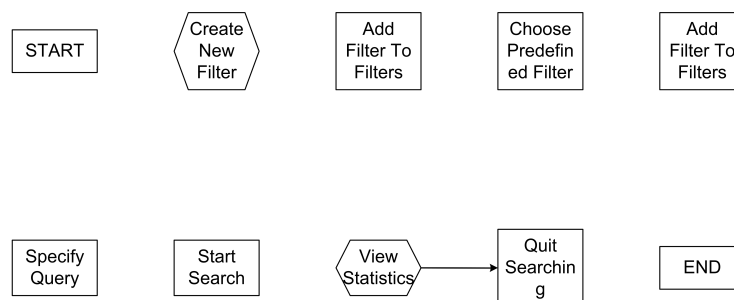 START
Create
New
Filter
Add
Filter To
Filters
Choose
Predefin
ed Filter
Add
Filter To
Filters
Specify
Query
Start
Search
View
Statistics
Quit
Searchin
g
END